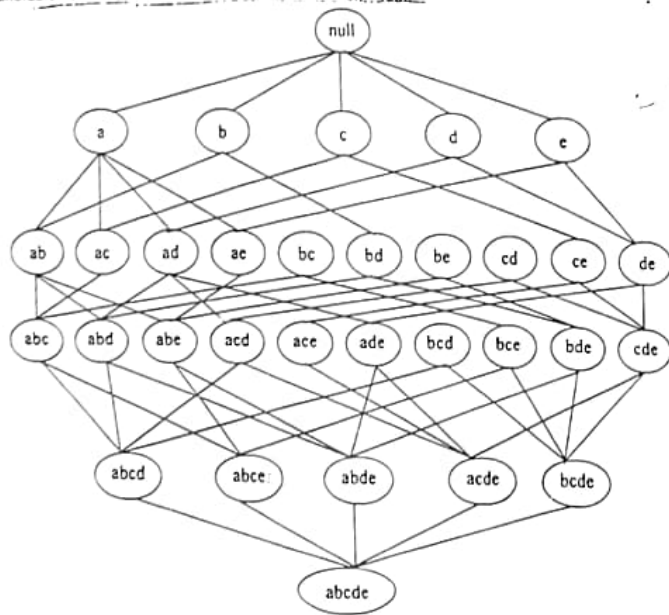 null
a b c d e
ab ac ad ae bc bd be cd ce de
abc abd abe acd ace ade bcd bce bde cde
abcd abce abde acde bcde
abcde